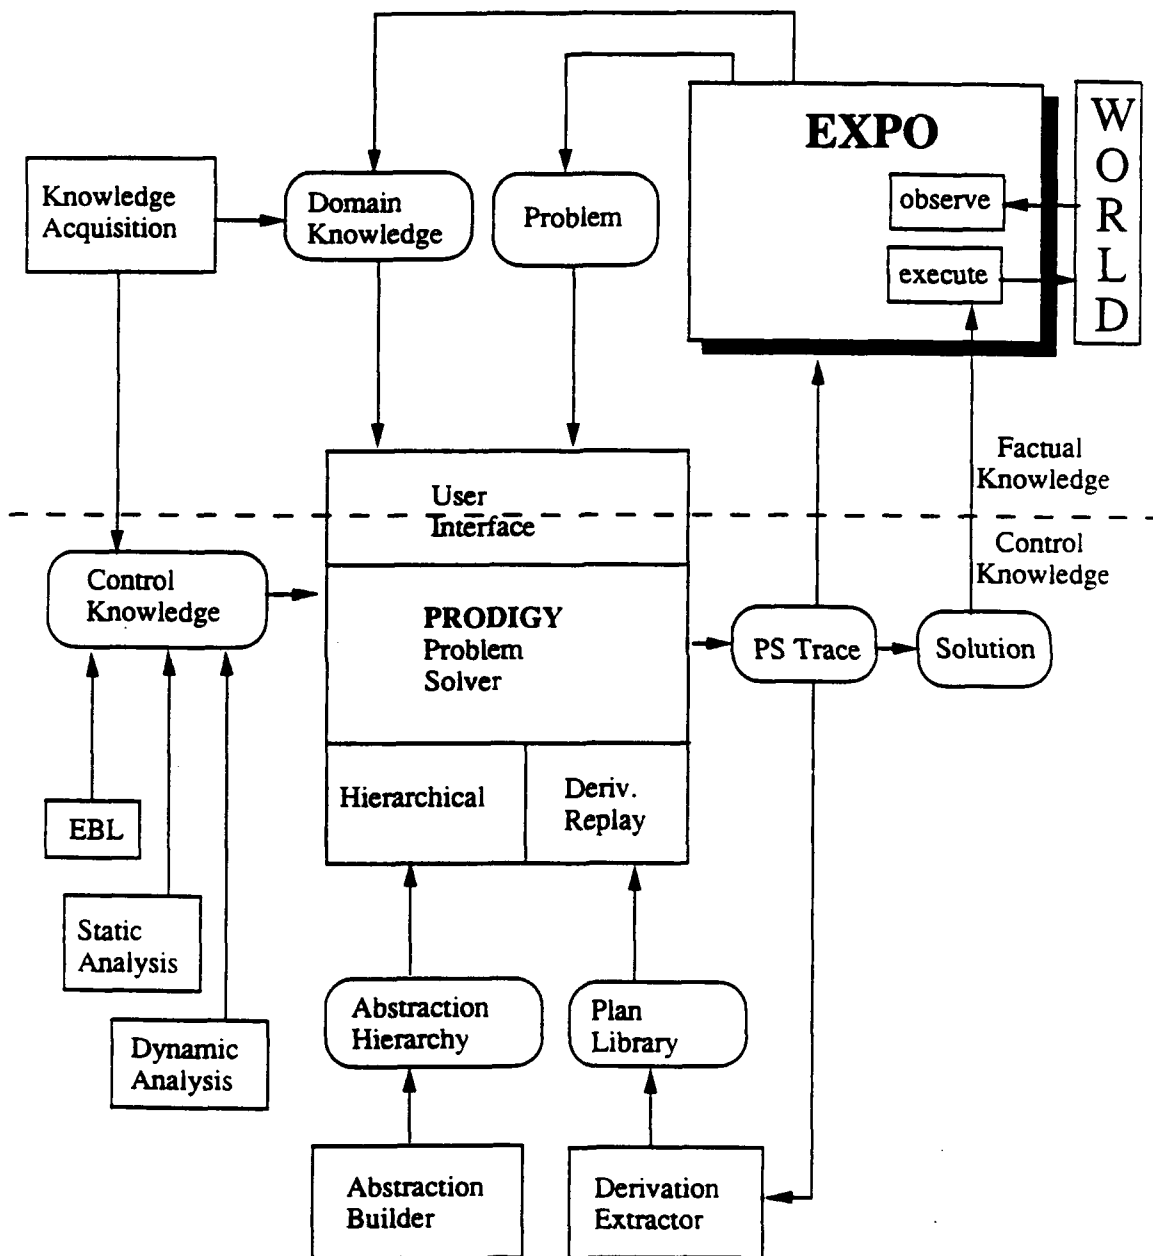 EXPO
WORLD
observe
execute
Knowledge
Acquisition
Domain
Knowledge
Problem
Factual
Knowledge
Control
Knowledge
User
Interface
Control
Knowledge
PRODIGY
Problem
Solver
PS Trace
Solution
Hierarchical
Deriv.
Replay
EBL
Static
Analysis
Dynamic
Analysis
Abstraction
Hierarchy
Plan
Library
Abstraction
Builder
Derivation
Extractor